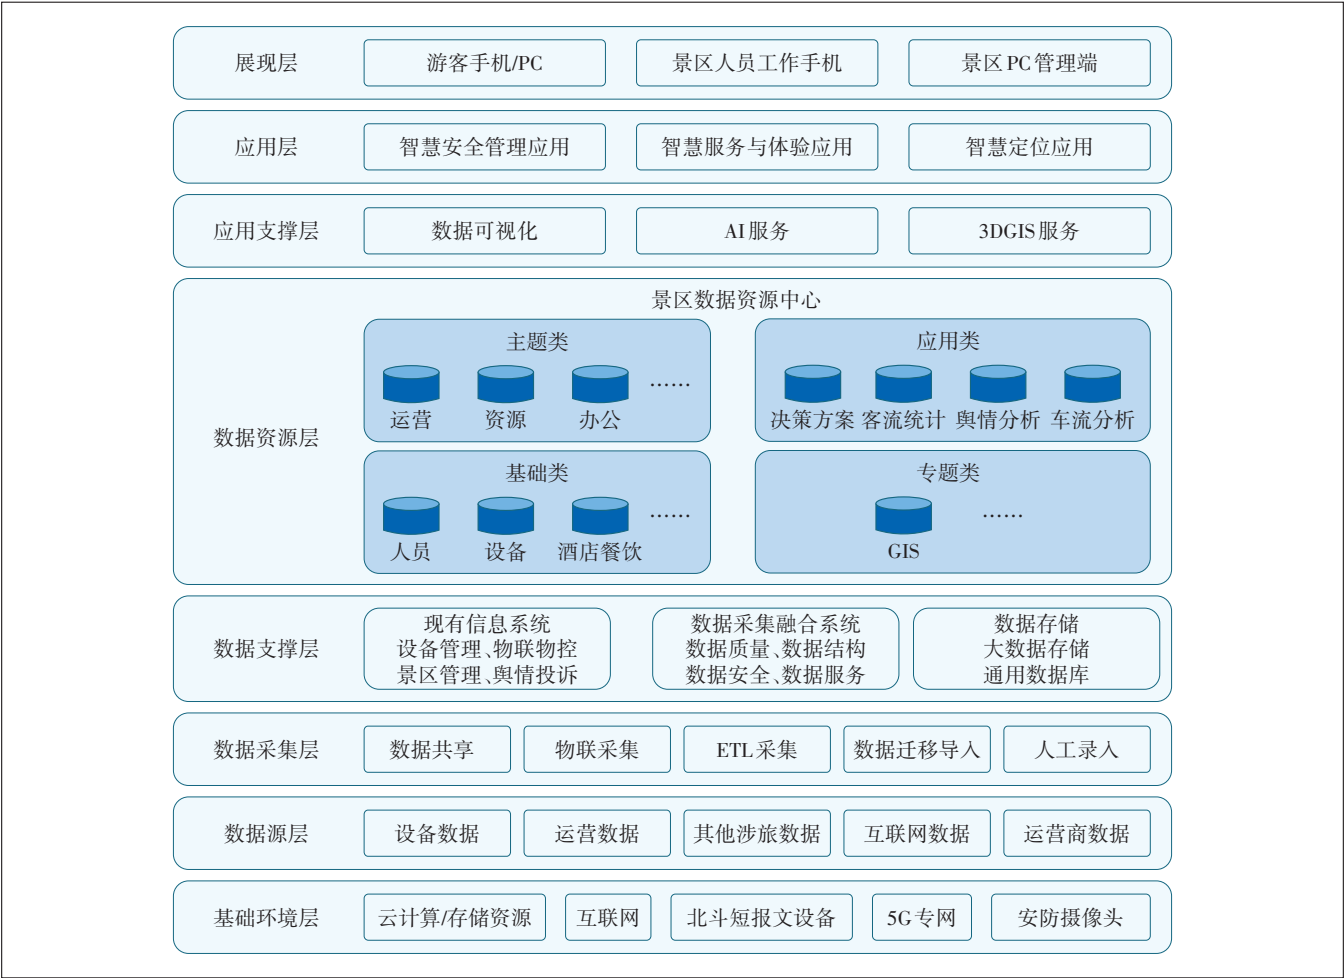 展现层
游客手机/PC
景区人员工作手机
景区PC管理端
应用层
智慧安全管理应用
智慧服务与体验应用
智慧定位应用
应用支撑层
数据可视化
AI服务
3DGIS服务
数据资源层
景区数据资源中心
主题类
运营
资源
办公
……
应用类
决策方案
客流统计
舆情分析
车流分析
基础类
人员
设备
酒店餐饮
……
专题类
GIS
……
数据支撑层
现有信息系统
设备管理、物联物控
景区管理、舆情投诉
数据采集融合系统
数据质量、数据结构
数据安全、数据服务
数据存储
大数据存储
通用数据库
数据采集层
数据共享
物联采集
ETL采集
数据迁移导入
人工录入
数据源层
设备数据
运营数据
其他涉旅数据
互联网数据
运营商数据
基础环境层
云计算/存储资源
互联网
北斗短报文设备
5G专网
安防摄像头